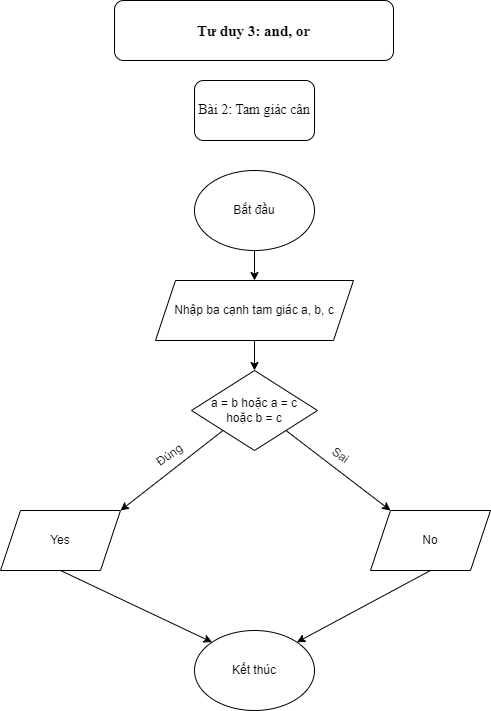 Tư duy 3: and, or
Bài 2: Tam giác cân
Bắt đầu
Nhập ba cạnh tam giác a, b, c
a = b hoặc a = c
hoặc b = c
Đúng
Sai
Yes
No
Kết thúc